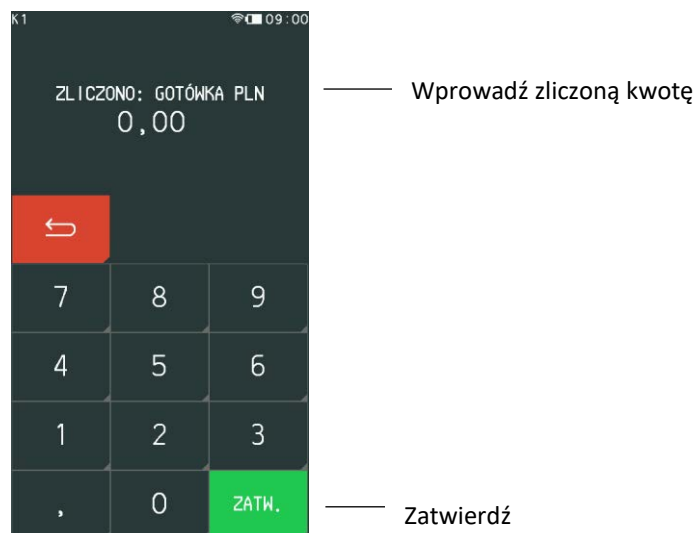 K1 09:00
ZLICZONO: GOTÓWKA PLN
0,00
Wprowadź zliczoną kwotę
7 8 9
4 5 6
1 2 3
, 0 ZATW.
Zatwierdź